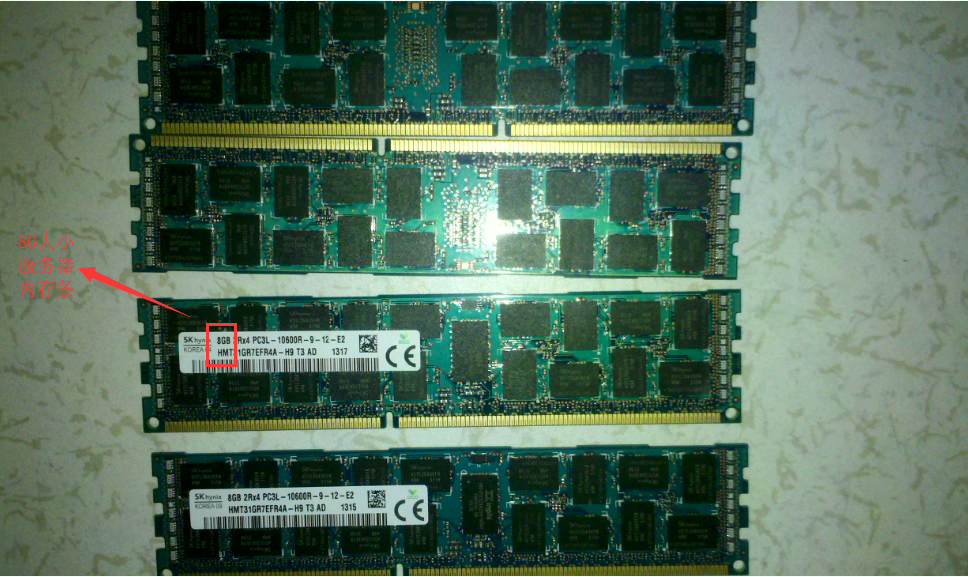 8G大小
服务器
内存条
SK hynix
KOREA 09
8GB 2Rx4 PC3L-10600R-9-12-E2
HMT31GR7EFR4A-H9 T3 AD 1317
CE
SK hynix
KOREA 09
8GB 2Rx4 PC3L-10600R-9-12-E2
HMT31GR7EFR4A-H9 T3 AD 1315
CE